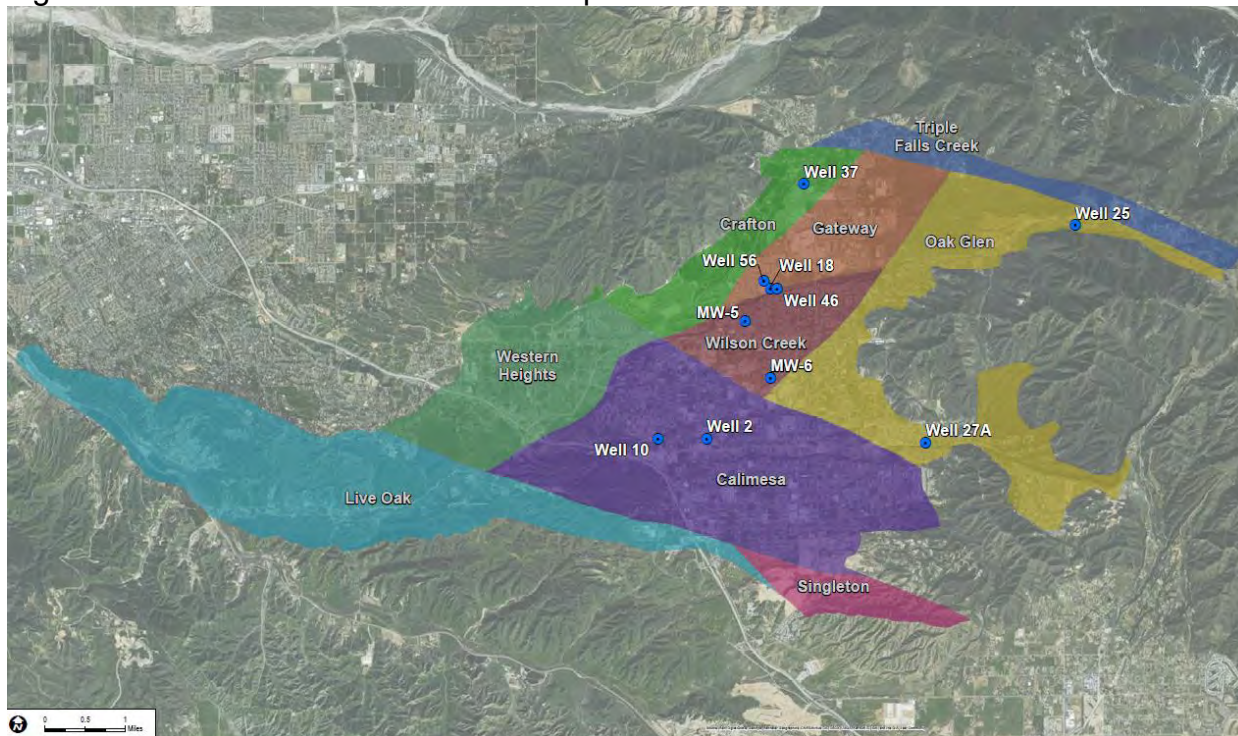 Triple
Falls Creek
Well 37
Well 25
Crafton
Gateway
Oak Glen
Well 56
Well 18
Well 46
MW-5
Wilson Creek
Western
Heights
MW-6
Well 27A
Well 2
Well 10
Calimesa
Live Oak
Singleton
N
0 0.5 1
Miles